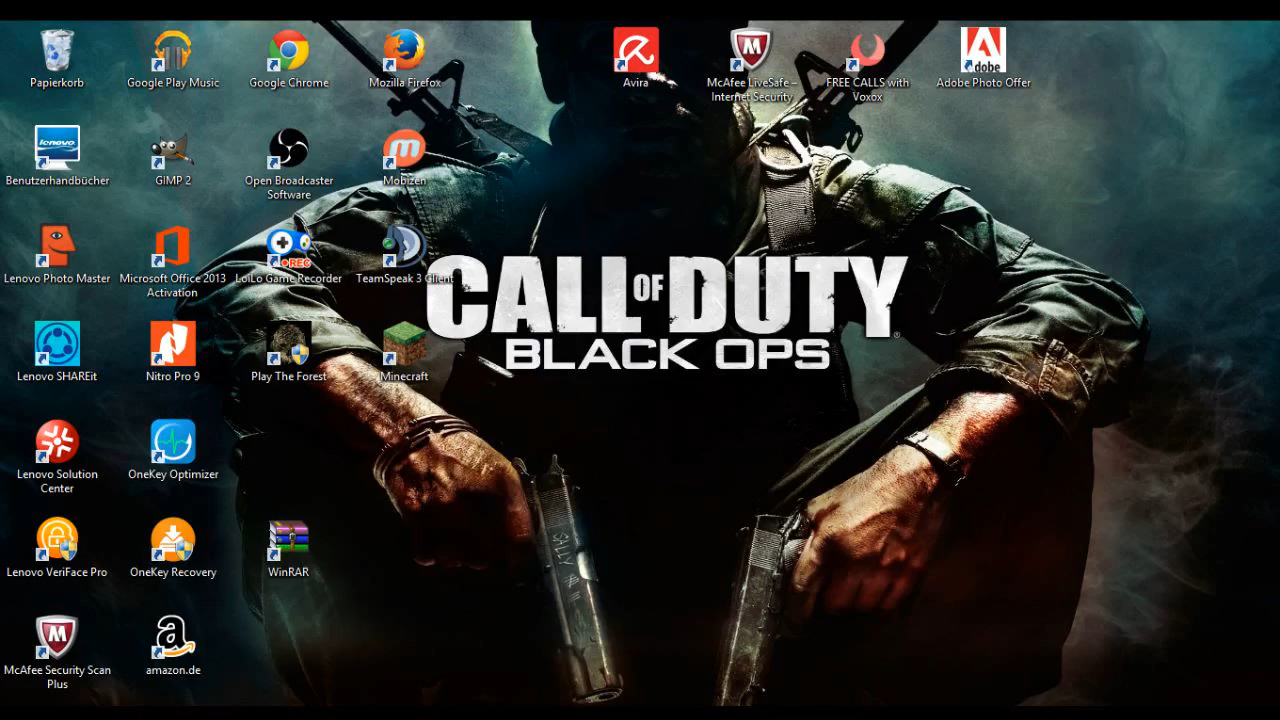 Papierkorb
Google Play Music
Google Chrome
Mozilla Firefox
Avira
McAfee LiveSafe –
Internet Security
FREE CALLS with
Voxox
Adobe
Adobe Photo Offer
lenovo
Benutzerhandbücher
GIMP 2
Open Broadcaster
Software
m
Mobizen
Lenovo Photo Master
Microsoft Office 2013
Activation
REC
LoiLo Game Recorder
TeamSpeak 3 Client
CALL OF DUTY®
BLACK OPS
Lenovo SHAREit
Nitro Pro 9
Play The Forest
Minecraft
Lenovo Solution
Center
OneKey Optimizer
Lenovo VeriFace Pro
OneKey Recovery
WinRAR
SALLY
M
McAfee Security Scan
Plus
a
amazon.de